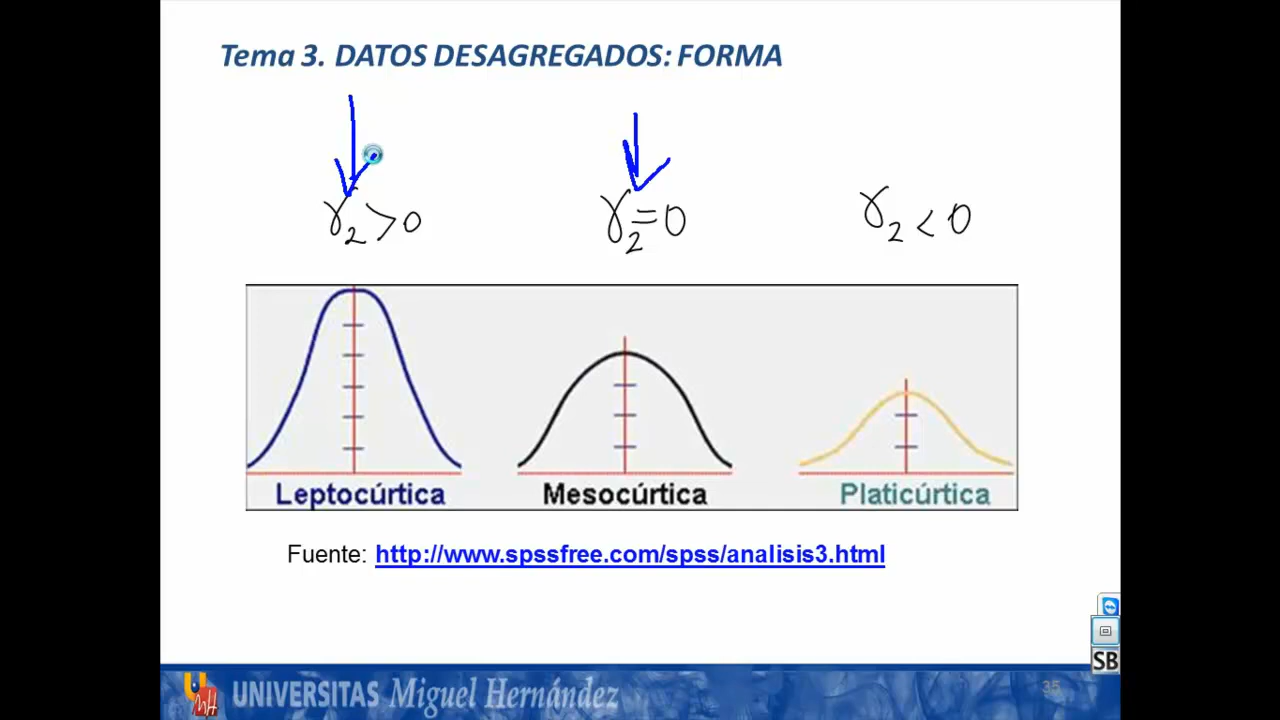 Tema 3. DATOS DESAGREGADOS: FORMA
γ₂ > 0
γ₂ = 0
γ₂ < 0
Leptocúrtica
Mesocúrtica
Platicúrtica
Fuente: http://www.spssfree.com/spss/analisis3.html
SB
UNIVERSITAS Miguel Hernández
35